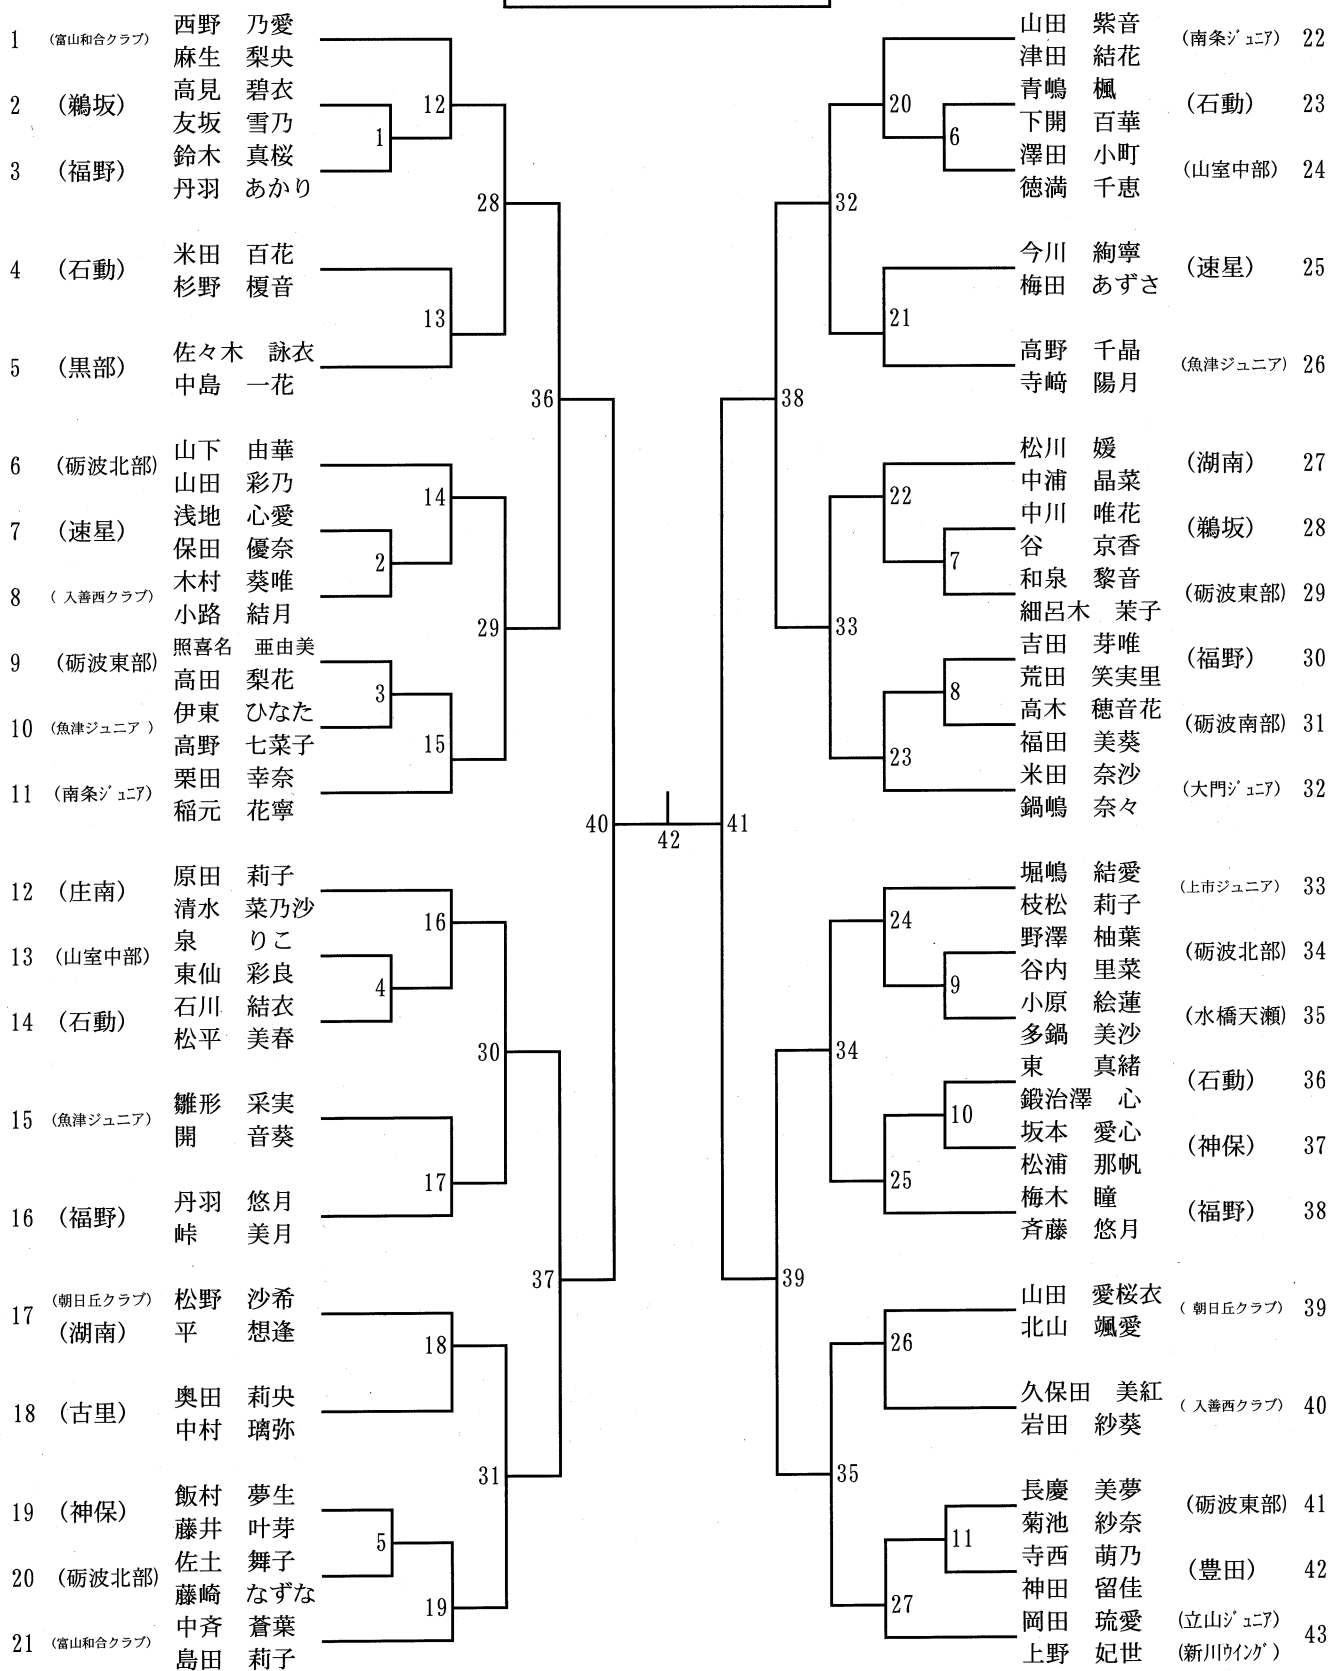 1 (富山和合クラブ) 西野 乃愛
麻生 梨央
2 (鵜坂) 高見 碧衣
友坂 雪乃
3 (福野) 鈴木 真桜
丹羽 あかり
4 (石動) 米田 百花
杉野 榎音
5 (黒部) 佐々木 詠衣
中島 一花
6 (砺波北部) 山下 由華
山田 彩乃
7 (速星) 浅地 心愛
保田 優奈
8 (入善西クラブ) 木村 葵唯
小路 結月
9 (砺波東部) 照喜名 亜由美
高田 梨花
10 (魚津ジュニア) 伊東 ひなた
高野 七菜子
11 (南条ジュニア) 栗田 幸奈
稲元 花寧
12 (庄南) 原田 莉子
清水 菜乃沙
13 (山室中部) 泉 りこ
東仙 彩良
14 (石動) 石川 結衣
松平 美春
15 (魚津ジュニア) 雛形 采実
開 音葵
16 (福野) 丹羽 悠月
峠 美月
17 (朝日丘クラブ) 松野 沙希
(湖南) 平 想逢
18 (古里) 奥田 莉央
中村 璃弥
19 (神保) 飯村 夢生
藤井 叶芽
20 (砺波北部) 佐土 舞子
藤崎 なずな
21 (富山和合クラブ) 中斉 蒼葉
島田 莉子
12
1
28
13
36
14
2
29
3
15
40
16
4
30
17
37
18
31
5
19
42
20
6
32
21
38
22
7
33
8
23
41
24
9
34
10
25
39
26
35
11
27
山田 紫音 (南条ジュニア) 22
津田 結花
青嶋 楓 (石動) 23
下開 百華
澤田 小町 (山室中部) 24
徳満 千恵
今川 絢寧 (速星) 25
梅田 あずさ
高野 千晶 (魚津ジュニア) 26
寺﨑 陽月
松川 媛 (湖南) 27
中浦 晶菜
中川 唯花 (鵜坂) 28
谷 京香
和泉 黎音 (砺波東部) 29
細呂木 茉子
吉田 芽唯 (福野) 30
荒田 笑実里
高木 穂音花 (砺波南部) 31
福田 美葵
米田 奈沙 (大門ジュニア) 32
鍋嶋 奈々
堀嶋 結愛 (上市ジュニア) 33
枝松 莉子
野澤 柚葉 (砺波北部) 34
谷内 里菜
小原 絵蓮 (水橋天瀬) 35
多鍋 美沙
東 真緒 (石動) 36
鍛治澤 心
坂本 愛心 (神保) 37
松浦 那帆
梅木 瞳 (福野) 38
斉藤 悠月
山田 愛桜衣 (朝日丘クラブ) 39
北山 颯愛
久保田 美紅 (入善西クラブ) 40
岩田 紗葵
長慶 美夢 (砺波東部) 41
菊池 紗奈
寺西 萌乃 (豊田) 42
神田 留佳
岡田 琉愛 (立山ジュニア) 43
上野 妃世 (新川ウイング)